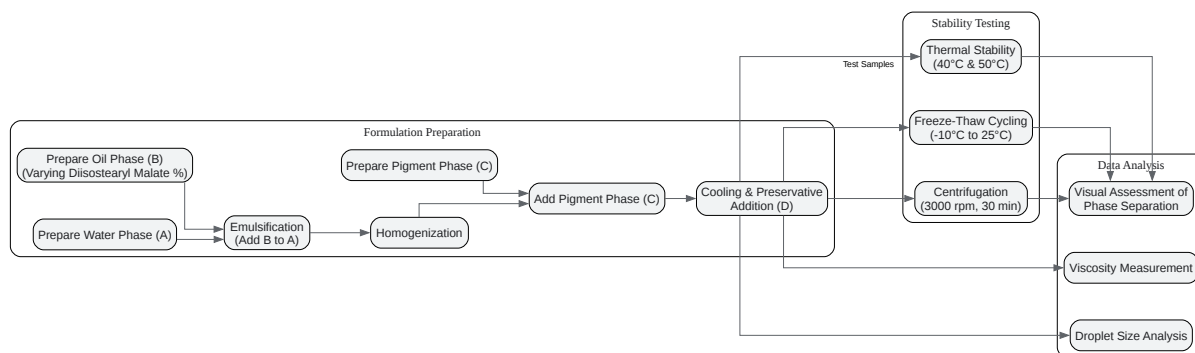 Stability Testing
Thermal Stability
(40°C & 50°C)
Test Samples
Freeze-Thaw Cycling
(-10°C to 25°C)
Formulation Preparation
Prepare Oil Phase (B)
(Varying Diisostearyl Malate %)
Prepare Pigment Phase (C)
Data Analysis
Add Pigment Phase (C)
Cooling & Preservative
Addition (D)
Centrifugation
(3000 rpm, 30 min)
Visual Assessment of
Phase Separation
Prepare Water Phase (A)
Emulsification
(Add B to A)
Homogenization
Viscosity Measurement
Droplet Size Analysis